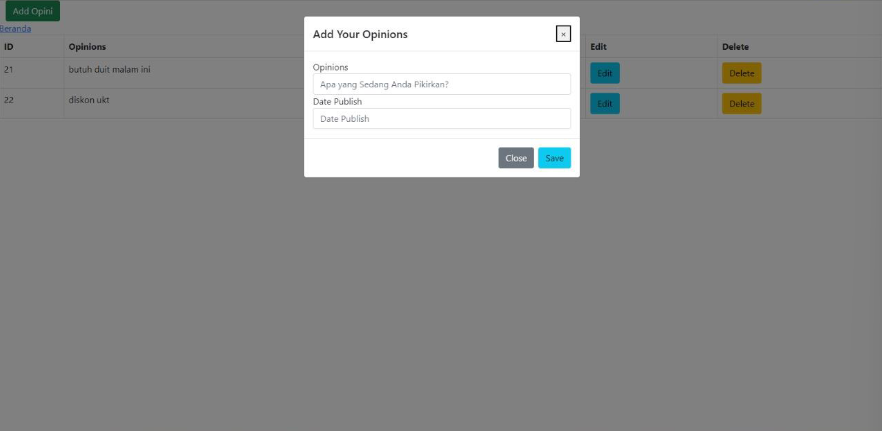 Add Opini
Beranda
ID Opinions Edit Delete
21 butuh duit malam ini Edit Delete
22 diskon ukt Edit Delete
Add Your Opinions ×
Opinions
Apa yang Sedang Anda Pikirkan?
Date Publish
Date Publish
Close Save